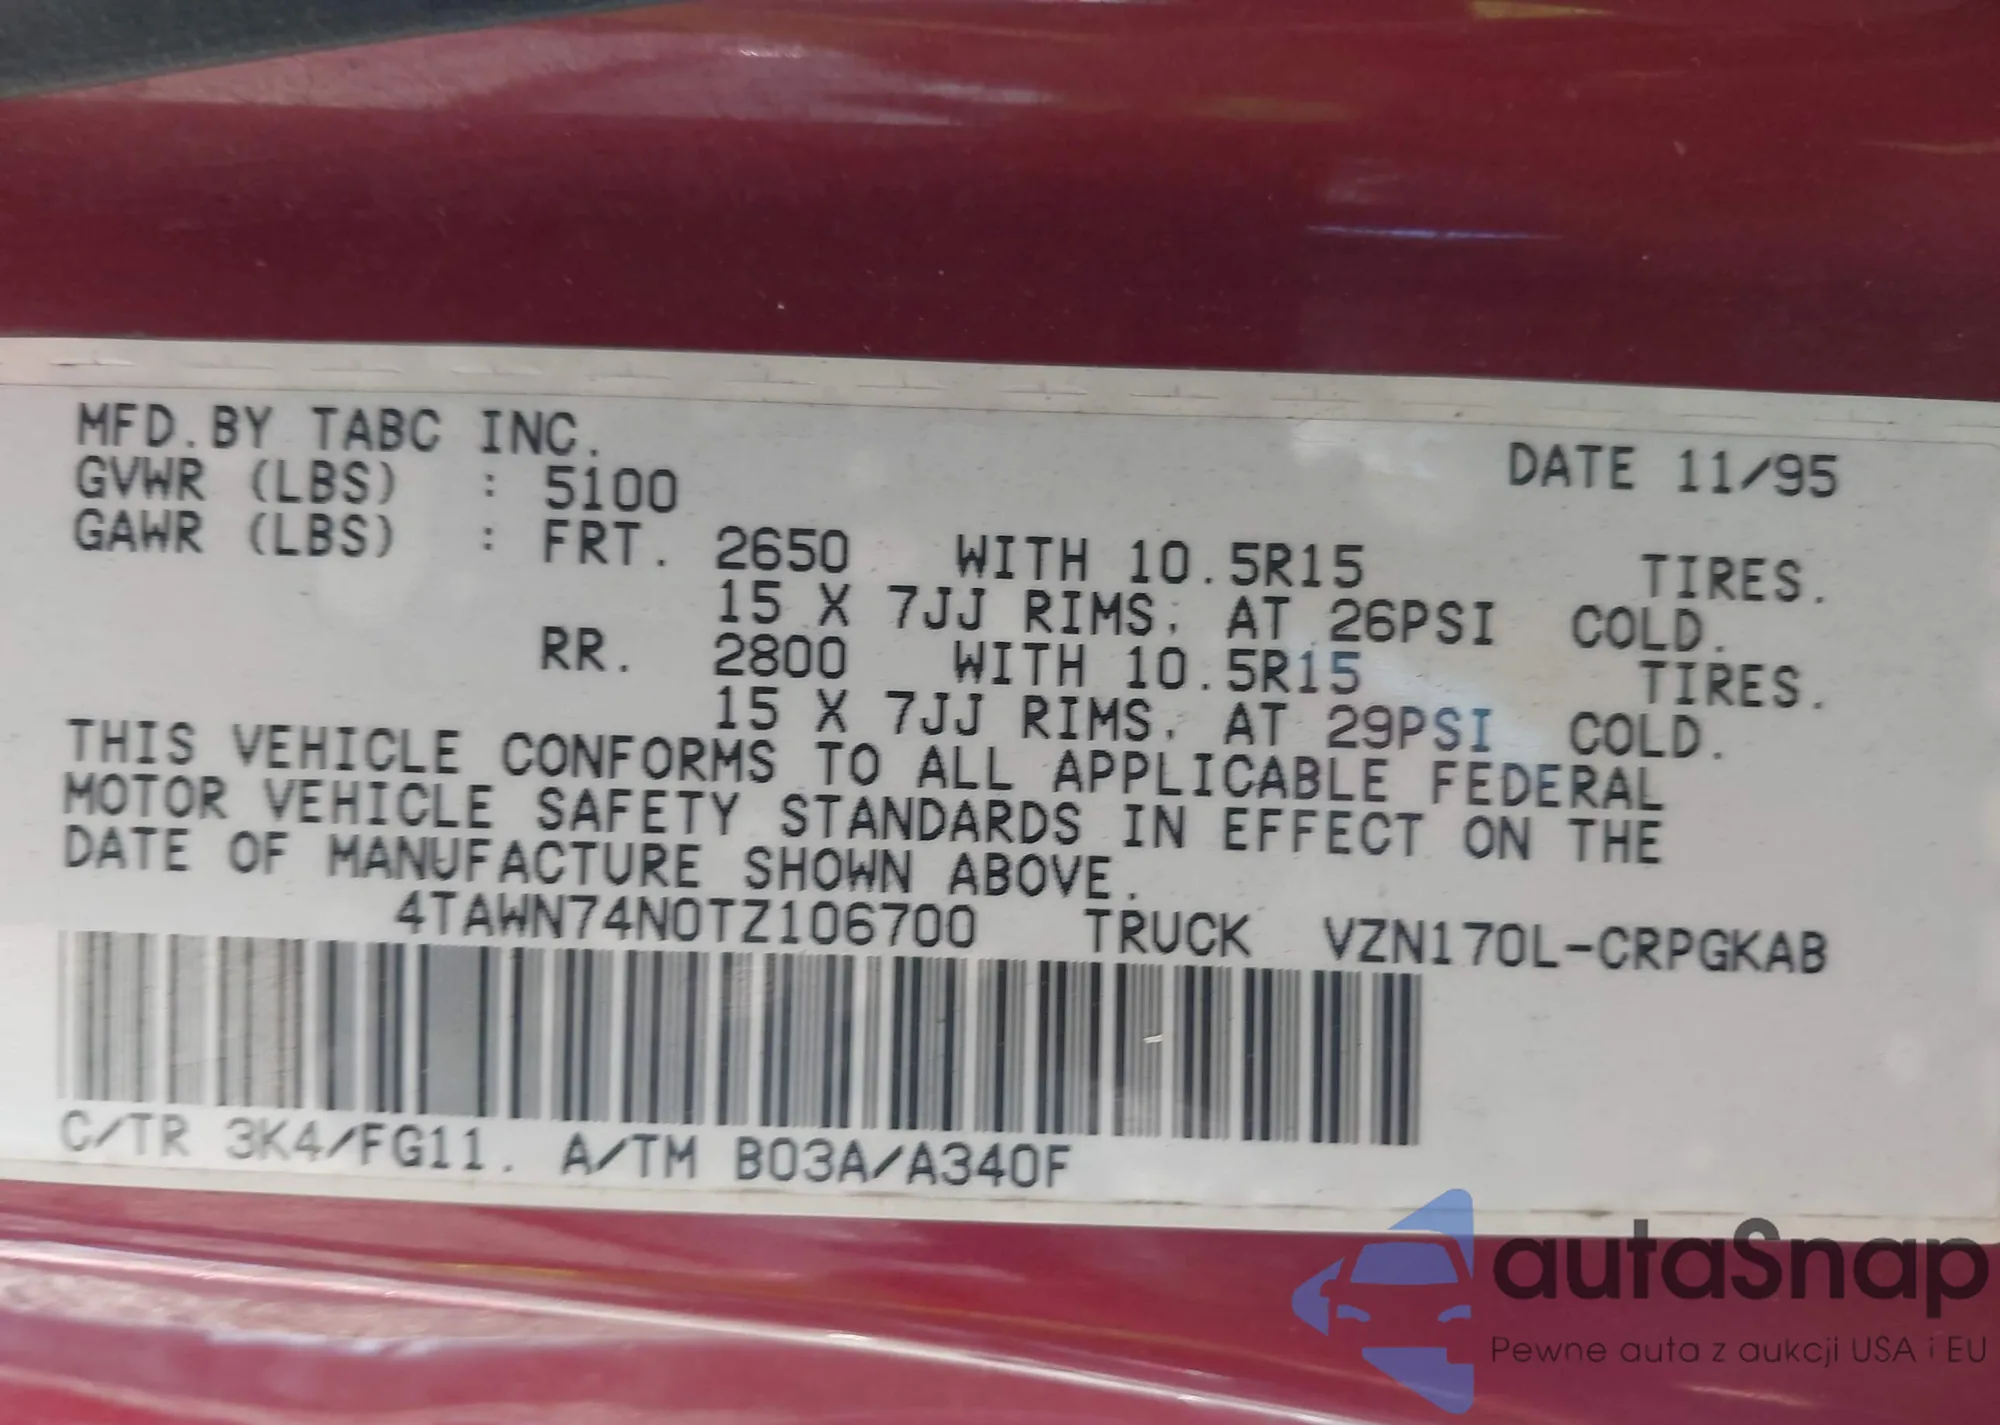 MFD.BY TABC INC.
DATE 11/95
GVWR (LBS) : 5100
GAWR (LBS) : FRT. 2650 WITH 10.5R15 TIRES.
15 X 7JJ RIMS, AT 26PSI COLD.
RR. 2800 WITH 10.5R15 TIRES.
15 X 7JJ RIMS, AT 29PSI COLD.
THIS VEHICLE CONFORMS TO ALL APPLICABLE FEDERAL
MOTOR VEHICLE SAFETY STANDARDS IN EFFECT ON THE
DATE OF MANUFACTURE SHOWN ABOVE.
4TAWN74N0TZ106700 TRUCK VZN170L-CRPGKAB
C/TR 3K4/FG11. A/TM B03A/A340F
autaSnap
Pewne auta z aukcji USA i EU